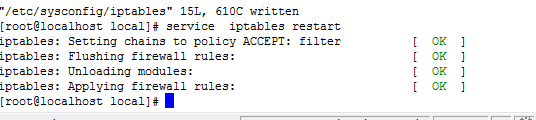 "/etc/sysconfig/iptables" 15L, 610C written
[root@localhost local]# service  iptables restart
iptables: Setting chains to policy ACCEPT: filter          [  OK  ]
iptables: Flushing firewall rules:                         [  OK  ]
iptables: Unloading modules:                               [  OK  ]
iptables: Applying firewall rules:                         [  OK  ]
[root@localhost local]#